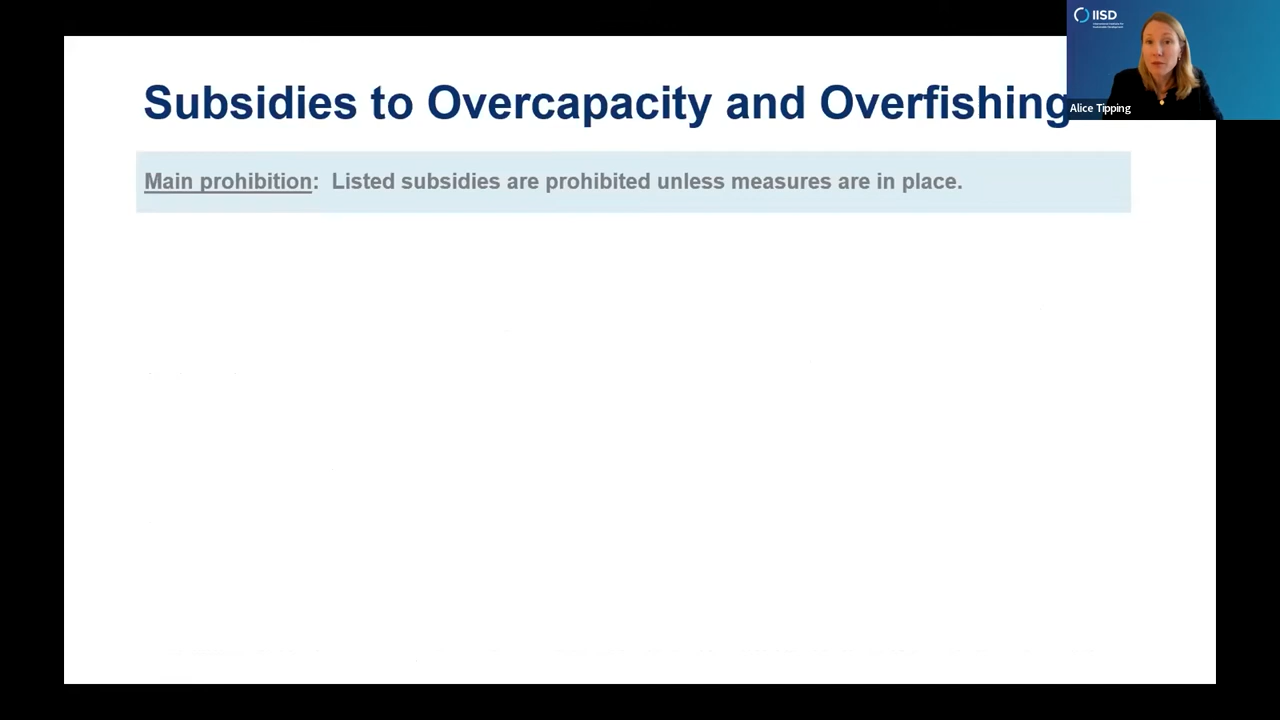 IISD
Alice Tipping
Subsidies to Overcapacity and Overfishing
Main prohibition: Listed subsidies are prohibited unless measures are in place.